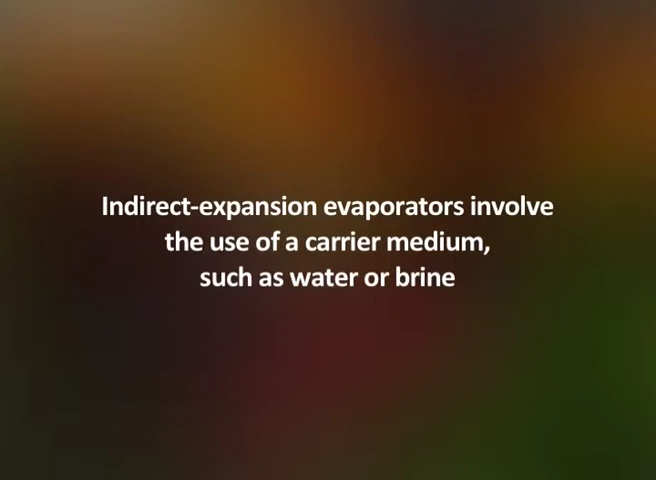 Indirect-expansion evaporators involve
the use of a carrier medium,
such as water or brine